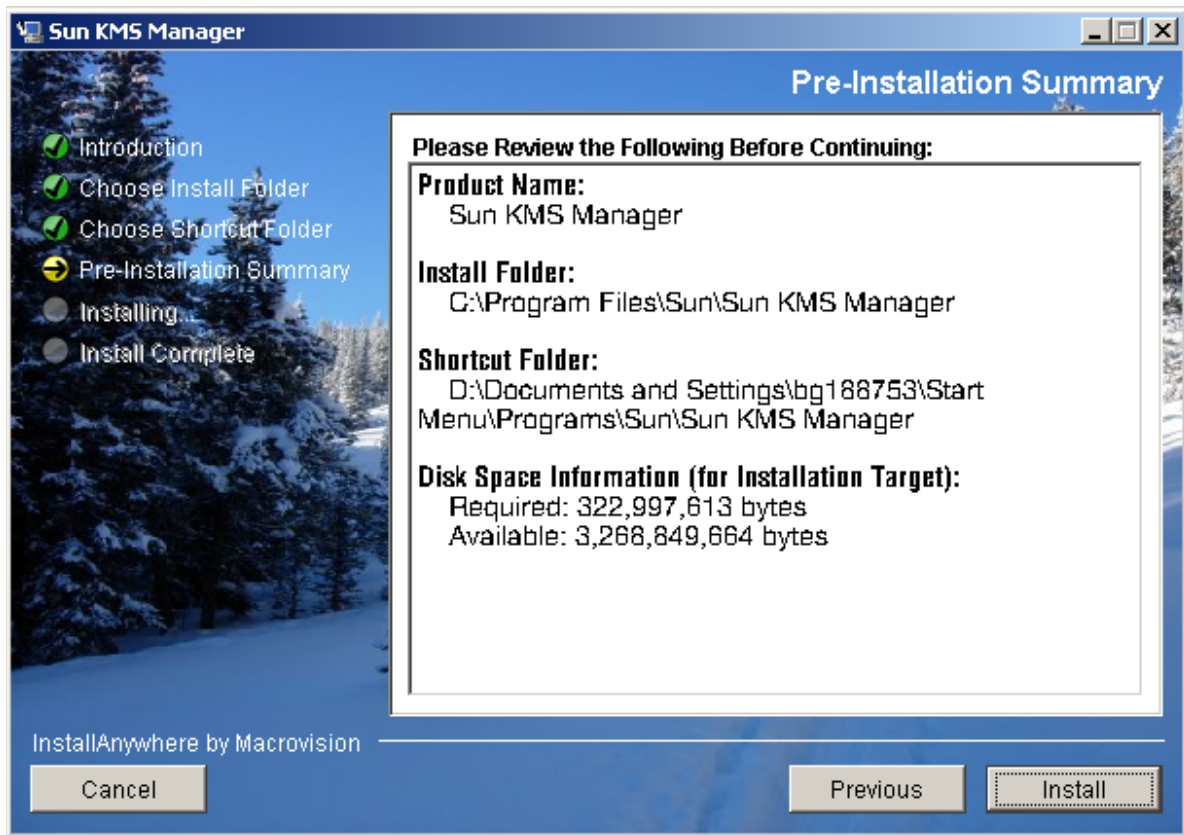 Sun KMS Manager
Pre-Installation Summary
Introduction
Choose Install Folder
Choose Shortcut Folder
Pre-Installation Summary
Installing...
Install Complete
Please Review the Following Before Continuing:
Product Name:
Sun KMS Manager
Install Folder:
C:\Program Files\Sun\Sun KMS Manager
Shortcut Folder:
D:\Documents and Settings\bg188753\Start
Menu\Programs\Sun\Sun KMS Manager
Disk Space Information (for Installation Target):
Required: 322,997,613 bytes
Available: 3,268,849,664 bytes
InstallAnywhere by Macrovision
Cancel
Previous
Install